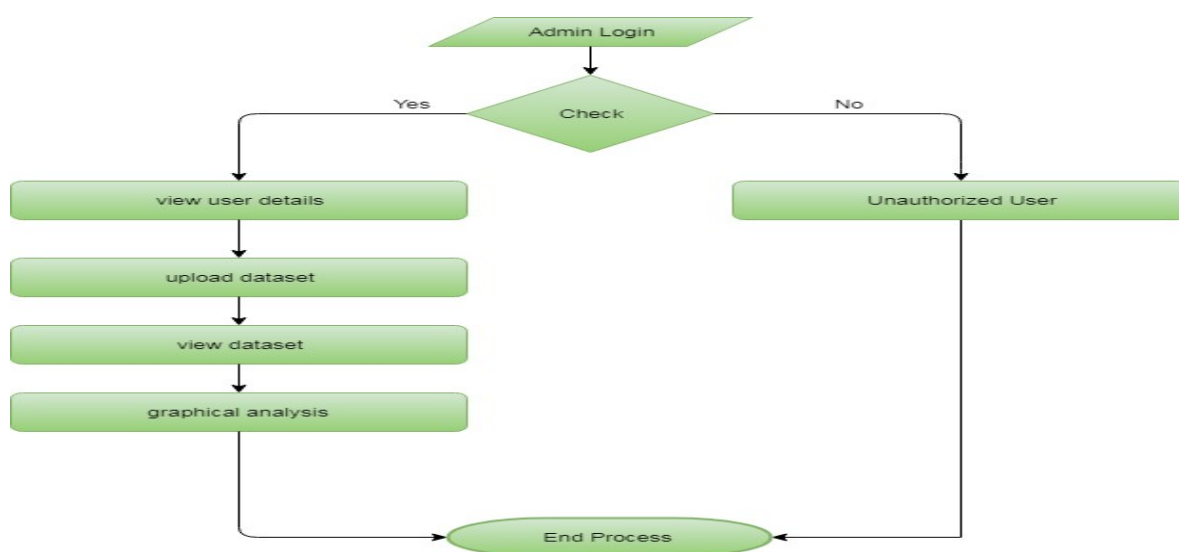 Admin Login
Check
Yes
No
view user details
Unauthorized User
upload dataset
view dataset
graphical analysis
End Process